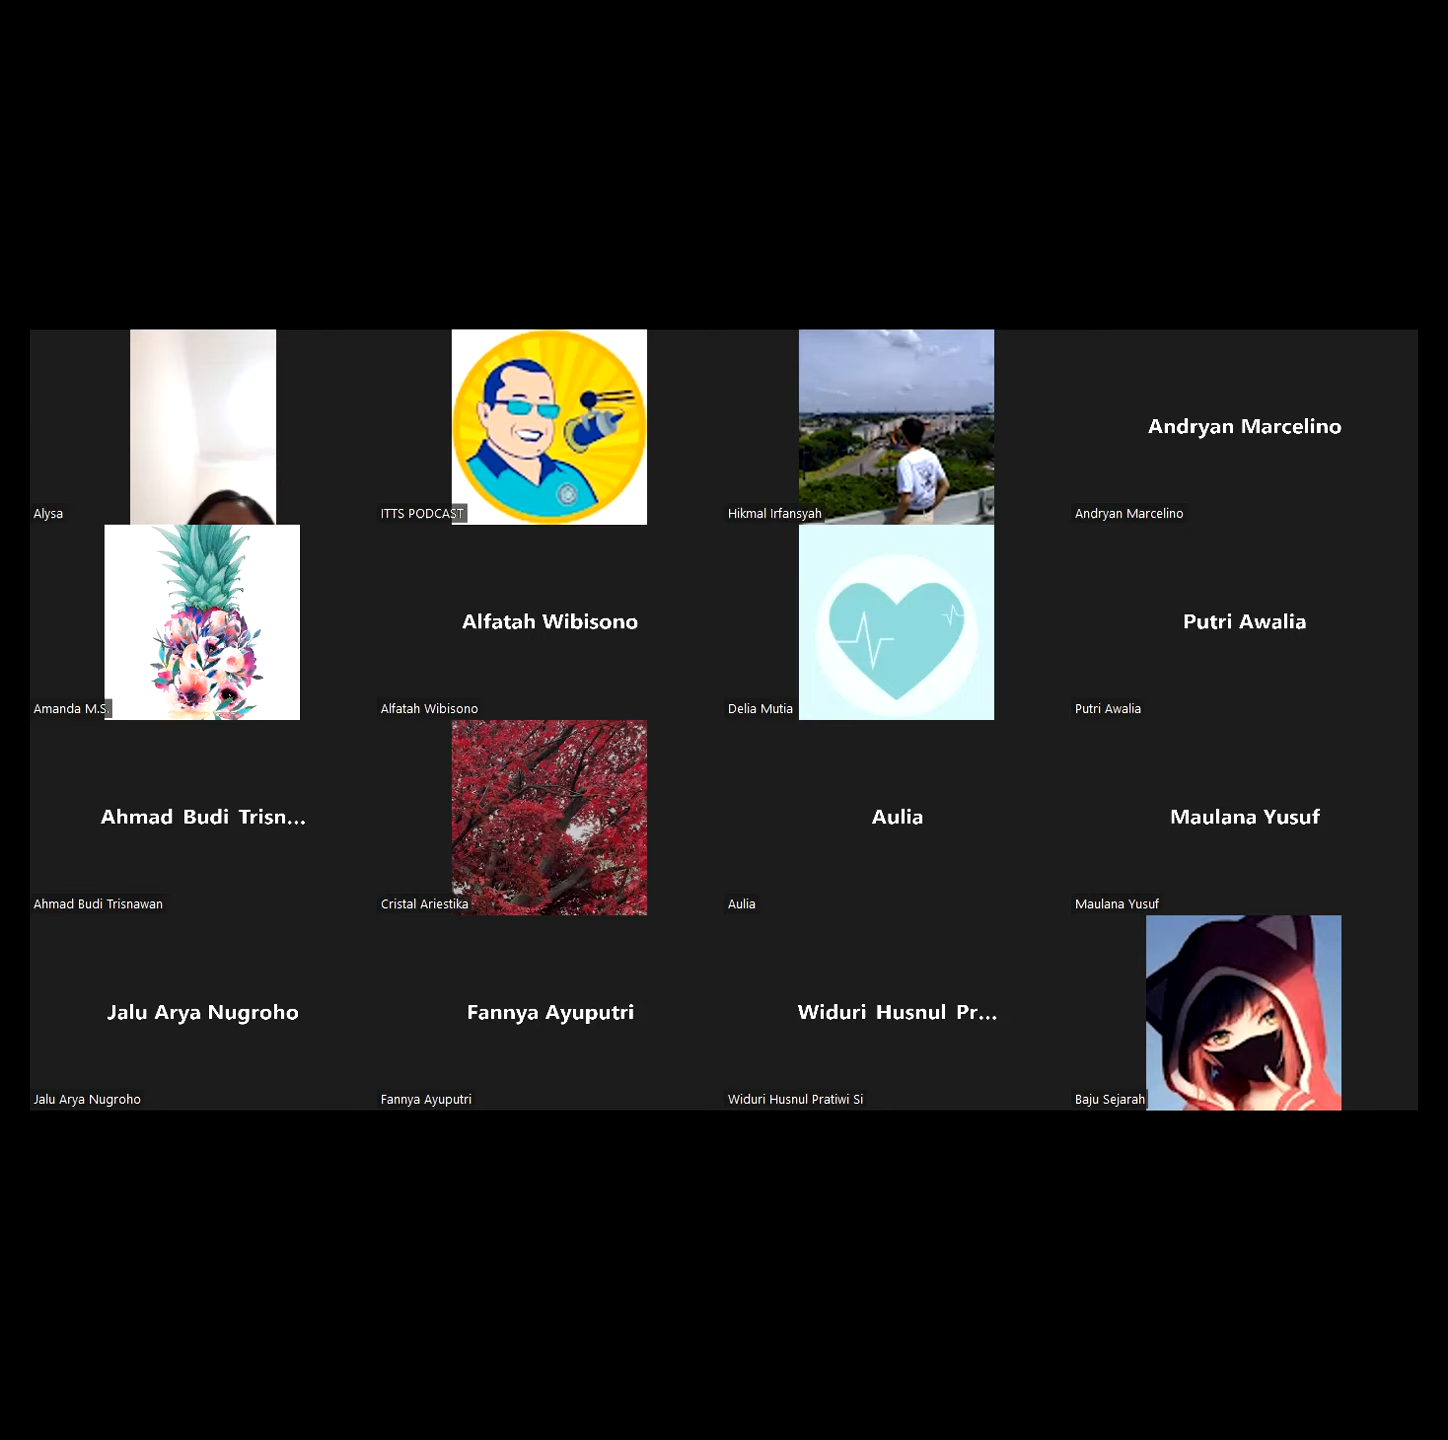 Alysa
ITTS PODCAST
Hikmal Irfansyah
Andryan Marcelino
Andryan Marcelino
Amanda M.S.
Alfatah Wibisono
Alfatah Wibisono
Delia Mutia
Putri Awalia
Putri Awalia
Ahmad Budi Trisn...
Ahmad Budi Trisnawan
Cristal Ariestika
Aulia
Aulia
Maulana Yusuf
Maulana Yusuf
Jalu Arya Nugroho
Jalu Arya Nugroho
Fannya Ayuputri
Fannya Ayuputri
Widuri Husnul Pr...
Widuri Husnul Pratiwi Si
Baju Sejarah